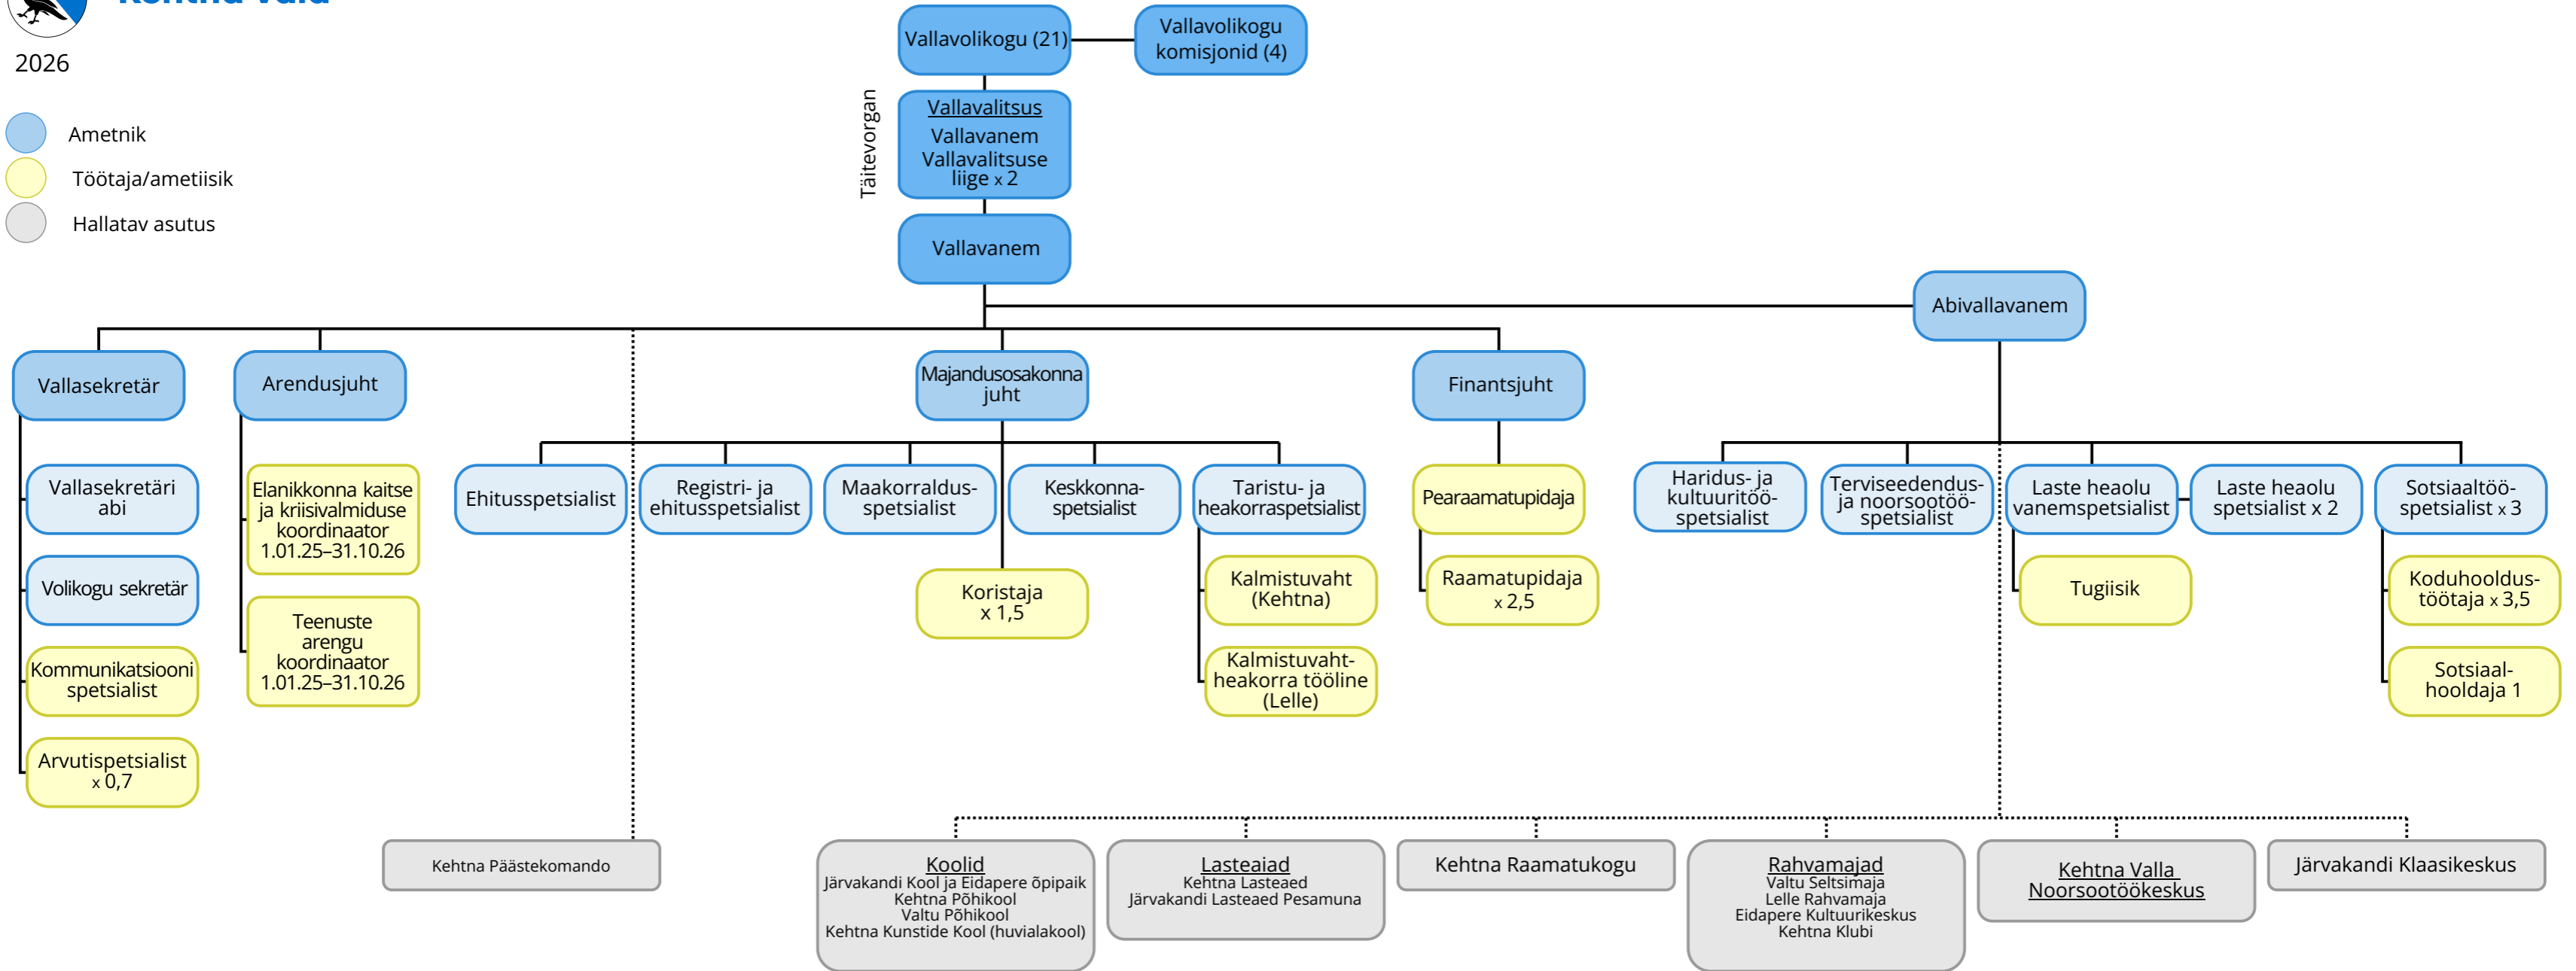 Kehtna vald
2026
Ametnik
Töötaja/ametiisik
Hallatav asutus
Vallavolikogu (21)
Vallavolikogu
komisjonid (4)
Täitevorgan
Vallavalitsus
Vallavanem
Vallavalitsuse
liige x 2
Vallavanem
Abivallavanem
Vallasekretär
Arendusjuht
Majandusosakonna
juht
Finantsjuht
Vallasekretäri
abi
Volikogu sekretär
Kommunikatsiooni
spetsialist
Arvutispetsialist
x 0,7
Elanikkonna kaitse
ja kriisivalmiduse
koordinaator
1.01.25–31.10.26
Teenuste
arengu
koordinaator
1.01.25–31.10.26
Ehitusspetsialist
Registri- ja
ehitusspetsialist
Maakorraldus-
spetsialist
Keskkonna-
spetsialist
Taristu- ja
heakorraspetsialist
Koristaja
x 1,5
Kalmistuvaht
(Kehtna)
Kalmistuvaht-
heakorra tööline
(Lelle)
Pearaamatupidaja
Raamatupidaja
x 2,5
Haridus- ja
kultuuritöö-
spetsialist
Terviseedendus-
ja noorsootöö-
spetsialist
Laste heaolu
vanemspetsialist
Laste heaolu
spetsialist x 2
Sotsiaaltöö-
spetsialist x 3
Tugiisik
Koduhooldus-
töötaja x 3,5
Sotsiaal-
hooldaja 1
Kehtna Päästekomando
Koolid
Järvakandi Kool ja Eidapere õpipaik
Kehtna Põhikool
Valtu Põhikool
Kehtna Kunstide Kool (huvialakool)
Lasteaiad
Kehtna Lasteaed
Järvakandi Lasteaed Pesamuna
Kehtna Raamatukogu
Rahvamajad
Valtu Seltsimaja
Lelle Rahvamaja
Eidapere Kultuurikeskus
Kehtna Klubi
Kehtna Valla
Noorsootöökeskus
Järvakandi Klaasikeskus